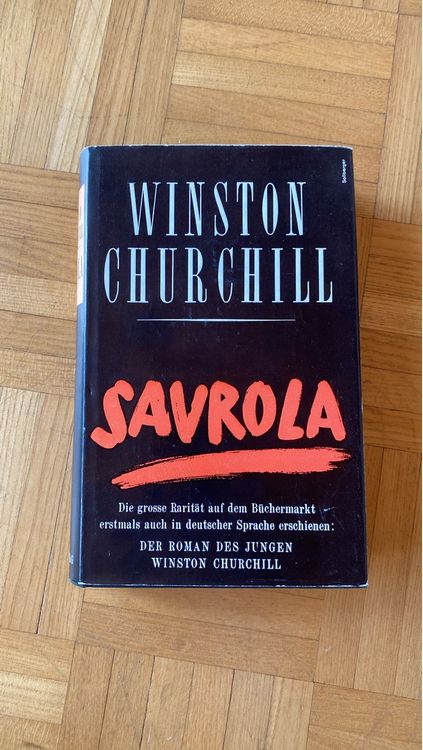 Sollberger
WINSTON
CHURCHILL
SAVROLA
Die grosse Rarität auf dem Büchermarkt
erstmals auch in deutscher Sprache erschienen:
DER ROMAN DES JUNGEN
WINSTON CHURCHILL